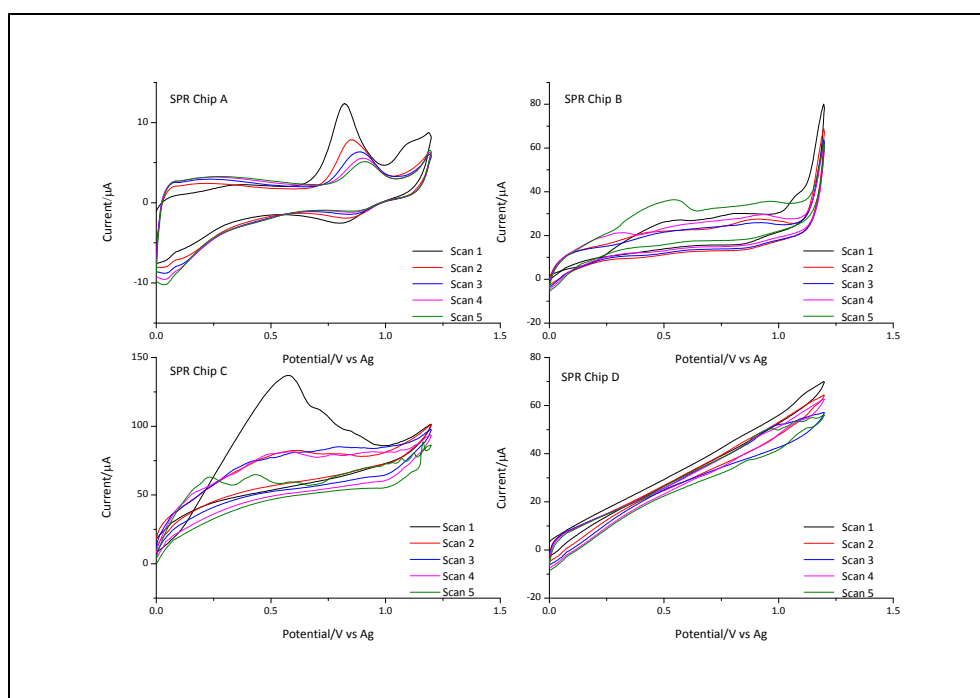 SPR Chip A
10
0
-10
Current/µA
Scan 1
Scan 2
Scan 3
Scan 4
Scan 5
0.0
0.5
1.0
1.5
Potential/V vs Ag
SPR Chip B
80
60
40
20
0
-20
Current/µA
Scan 1
Scan 2
Scan 3
Scan 4
Scan 5
0.0
0.5
1.0
1.5
Potential/V vs Ag
SPR Chip C
150
100
50
0
Current/µA
Scan 1
Scan 2
Scan 3
Scan 4
Scan 5
0.0
0.5
1.0
1.5
Potential/V vs Ag
SPR Chip D
80
60
40
20
0
-20
Current/µA
Scan 1
Scan 2
Scan 3
Scan 4
Scan 5
0.0
0.5
1.0
1.5
Potential/V vs Ag